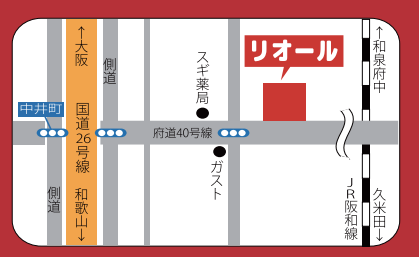 リオール
←和泉府中
←大阪
側道
スギ薬局
中井町
国道26号線
府道40号線
ガスト
側道
和歌山→
JR阪和線
久米田→